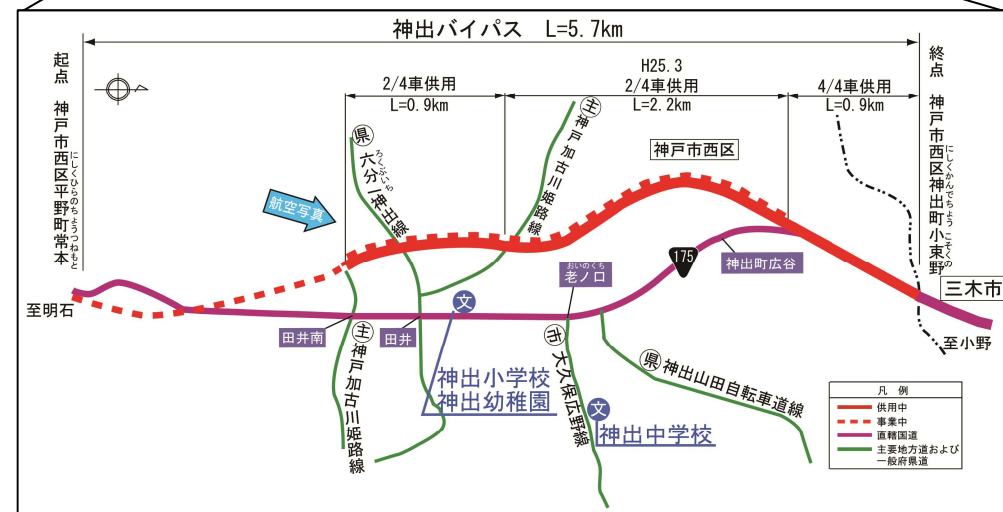 神出バイパス L=5.7km
起点 神戸市西区平野町常本
にしくひらのちょうつねもと
終点 神戸市西区神出町小束野
にしくかんでちょう こそくの
2/4車供用
L=0.9km
H25.3
2/4車供用
L=2.2km
4/4車供用
L=0.9km
県 六分一神出線
ろくぶいち
主 神戸加古川姫路線
神戸市西区
航空写真
175
神出町広谷
おいのくち
老ノ口
三木市
至明石
至小野
田井南
田井
文
主 神戸加古川姫路線
神出小学校
神出幼稚園
市 大久保広野線
文
神出中学校
県 神出山田自転車道線
凡 例
供用中
事業中
直轄国道
主要地方道および
一般府県道